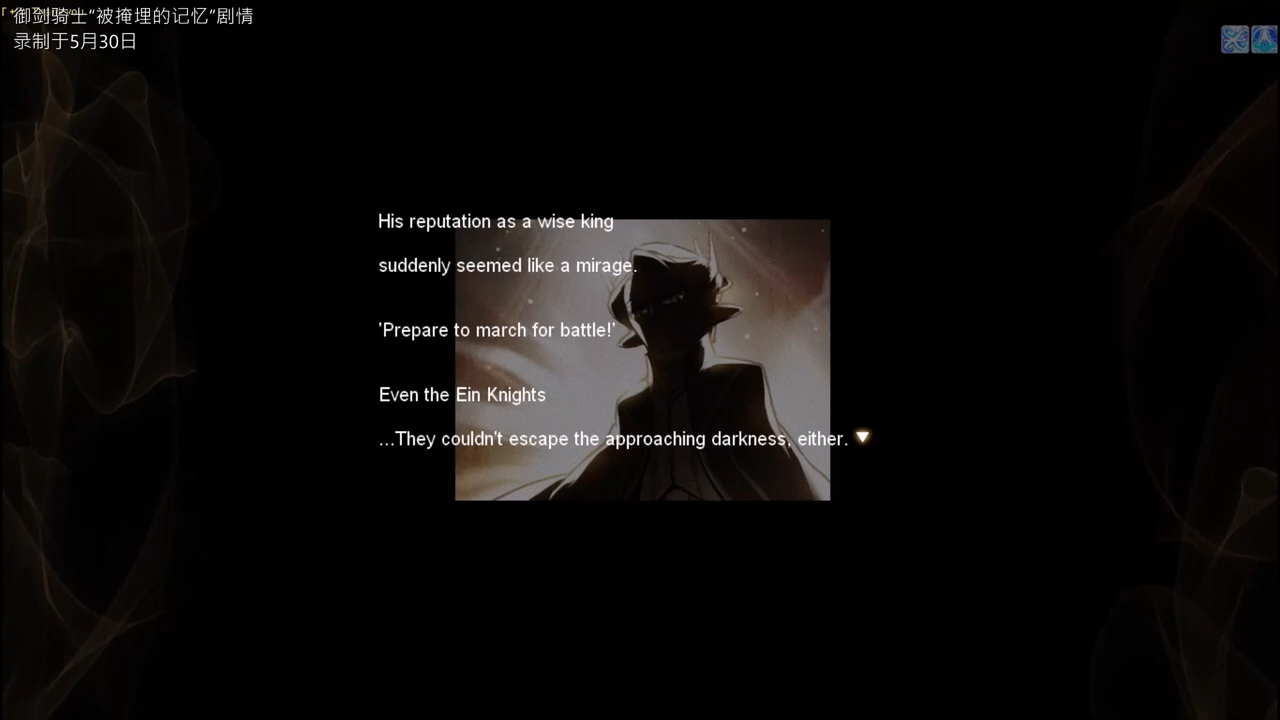 御剑骑士“被掩埋的记忆”剧情
录制于5月30日
His reputation as a wise king
suddenly seemed like a mirage.
'Prepare to march for battle!'
Even the Ein Knights
...They couldn't escape the approaching darkness, either.